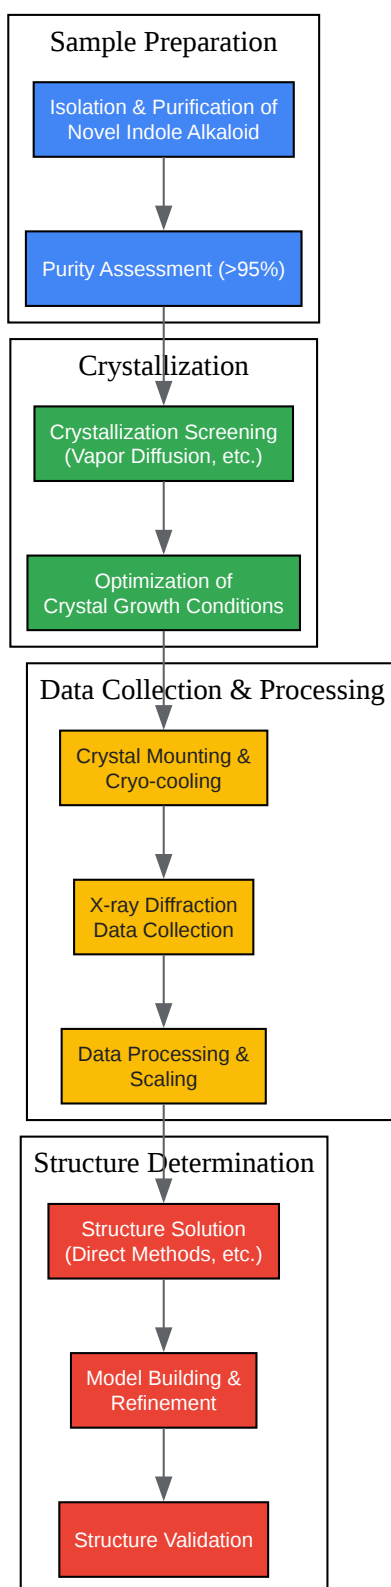 Sample Preparation
Isolation & Purification of
Novel Indole Alkaloid
Purity Assessment (>95%)
Crystallization
Crystallization Screening
(Vapor Diffusion, etc.)
Optimization of
Crystal Growth Conditions
Data Collection & Processing
Crystal Mounting &
Cryo-cooling
X-ray Diffraction
Data Collection
Data Processing &
Scaling
Structure Determination
Structure Solution
(Direct Methods, etc.)
Model Building &
Refinement
Structure Validation